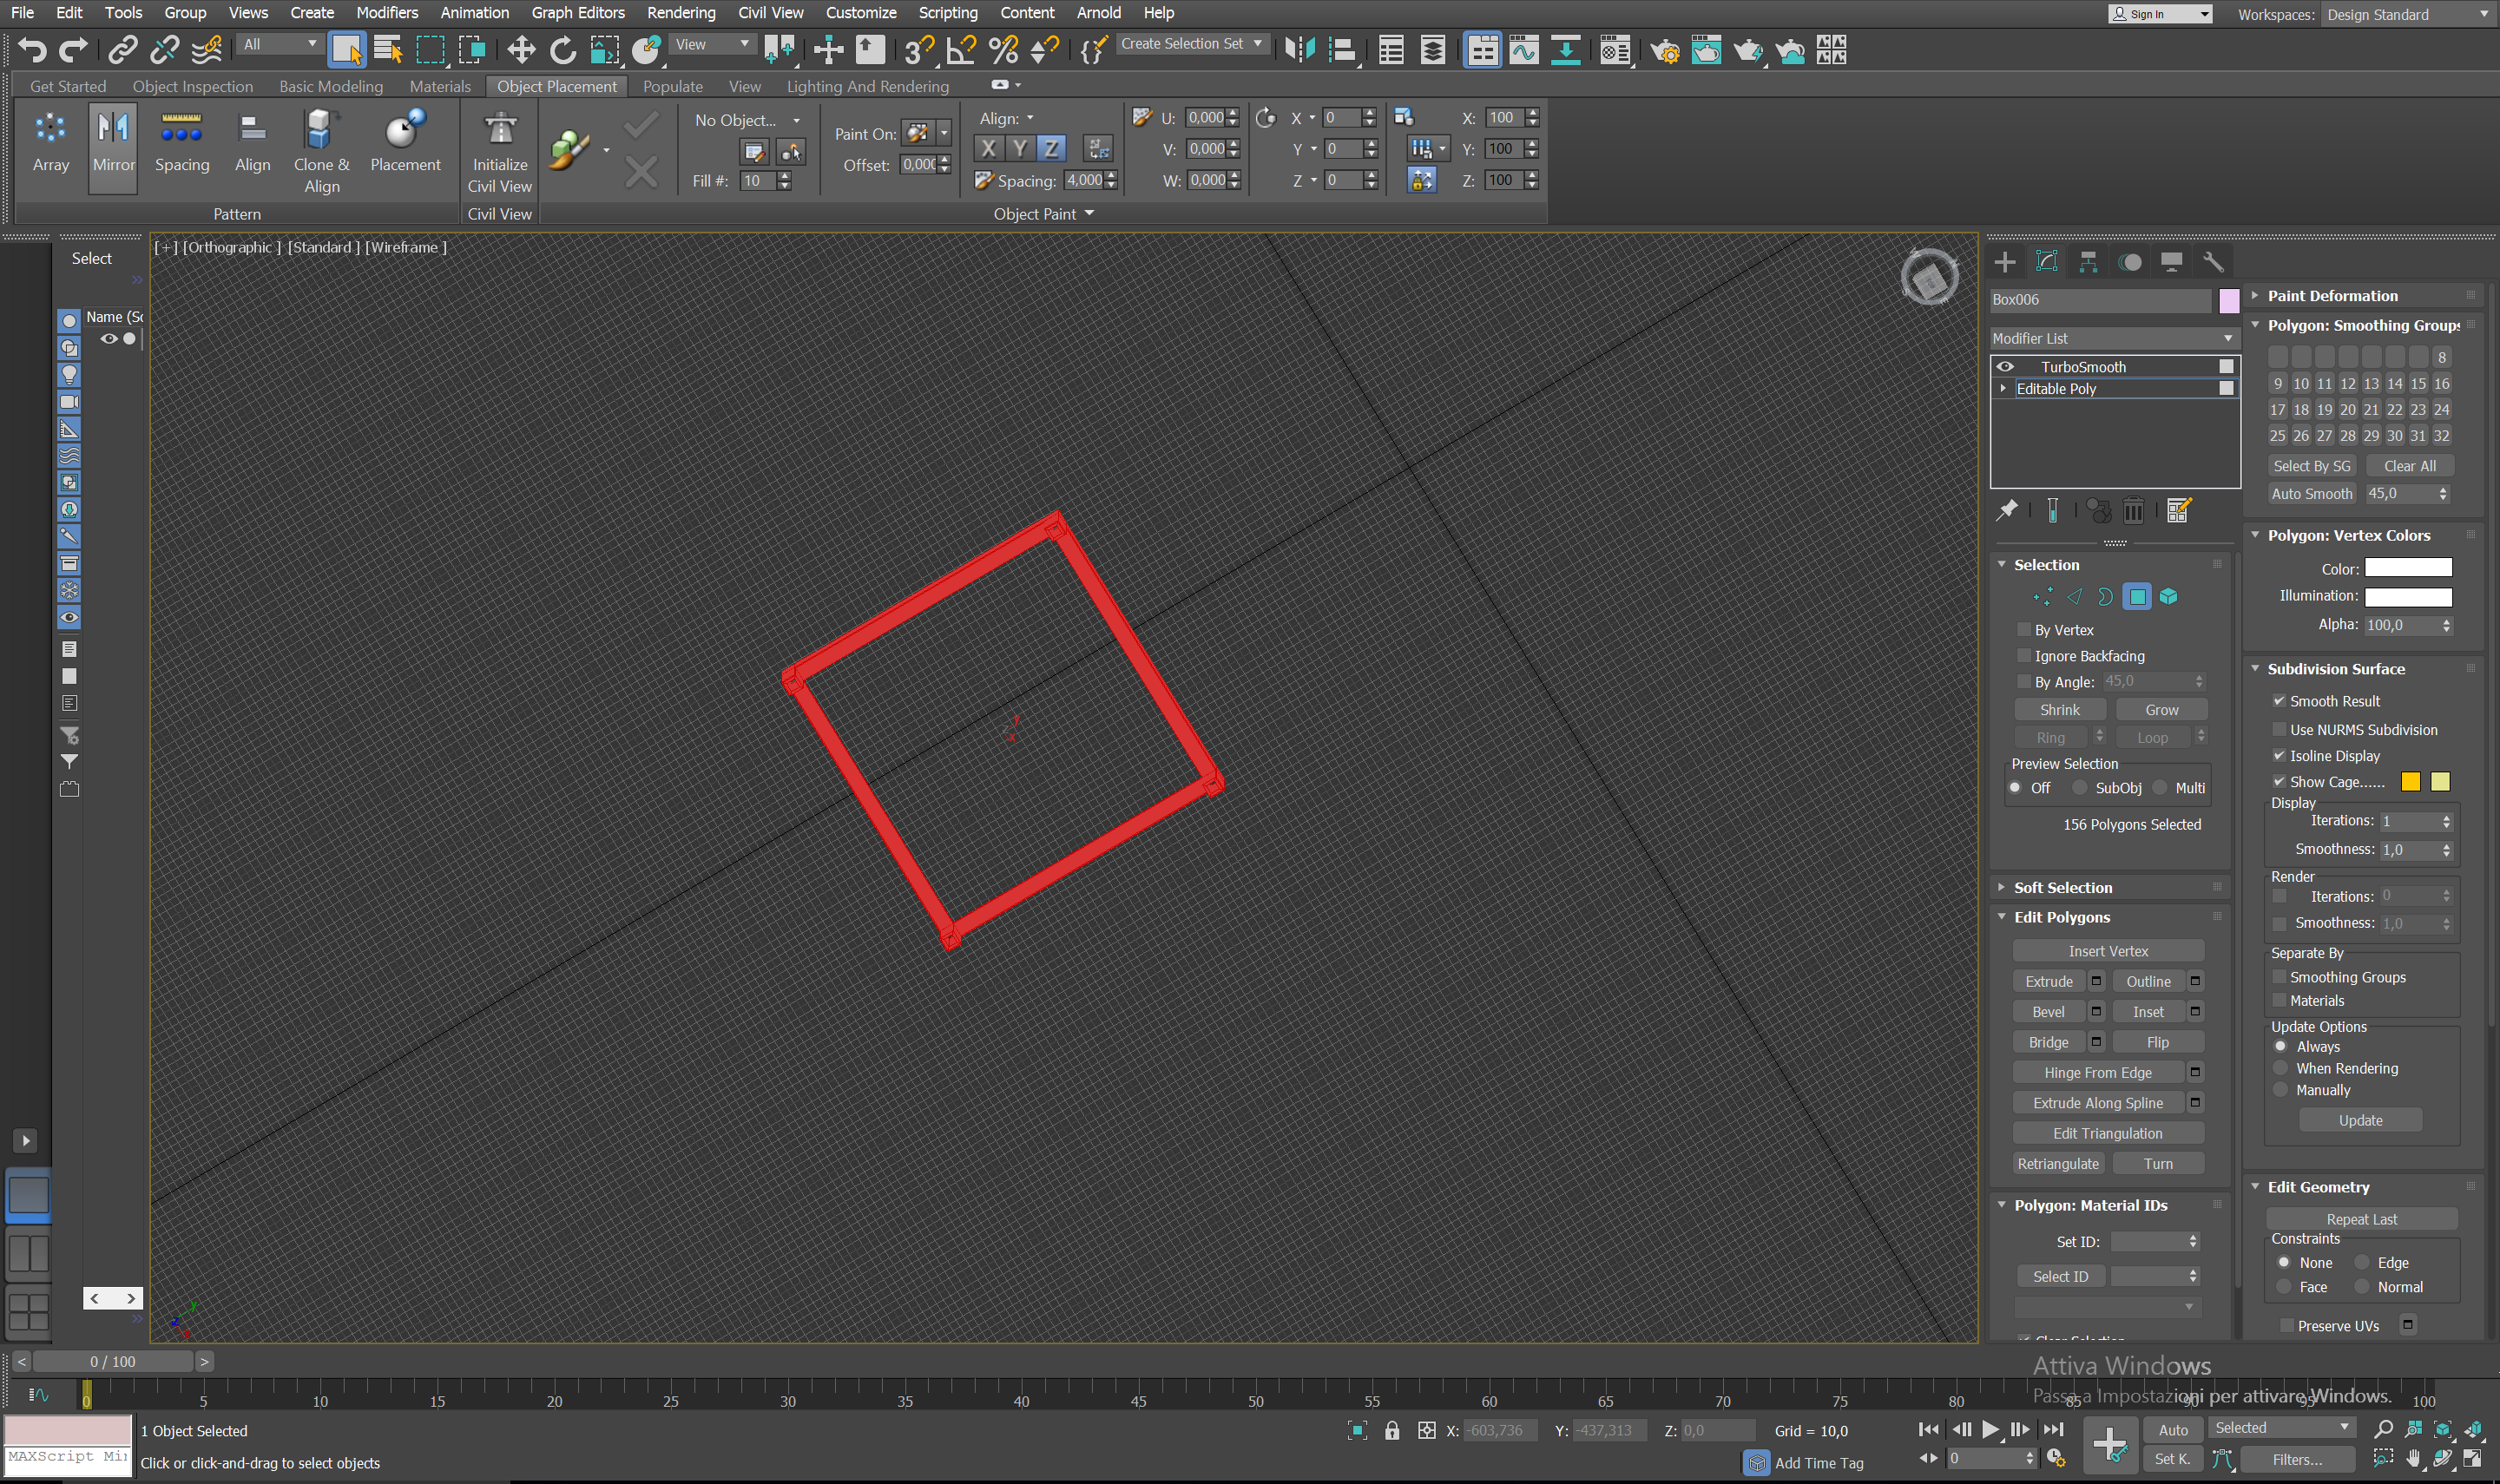 File Edit Tools Group Views Create Modifiers Animation Graph Editors Rendering Civil View Customize Scripting Content Arnold Help
Sign In Workspaces: Design Standard
All View Create Selection Set
Get Started Object Inspection Basic Modeling Materials Object Placement Populate View Lighting And Rendering
Array Mirror Spacing Align Clone & Align Placement
Pattern
Initialize Civil View
Civil View
No Object...
Fill #: 10
Paint On:
Offset: 0,000
Align:
X Y Z
Spacing: 4,000
U: 0,000
V: 0,000
W: 0,000
X 0
Y 0
Z 0
X: 100
Y: 100
Z: 100
Object Paint
Select
Name (Sc
[+] [Orthographic ] [Standard ] [Wireframe ]
Box006
Modifier List
TurboSmooth
Editable Poly
Selection
By Vertex
Ignore Backfacing
By Angle: 45,0
Shrink Grow
Ring Loop
Preview Selection
Off SubObj Multi
156 Polygons Selected
Soft Selection
Edit Polygons
Insert Vertex
Extrude Outline
Bevel Inset
Bridge Flip
Hinge From Edge
Extrude Along Spline
Edit Triangulation
Retriangulate Turn
Polygon: Material IDs
Set ID:
Select ID
Clear Selection
Paint Deformation
Polygon: Smoothing Groups
8
9 10 11 12 13 14 15 16
17 18 19 20 21 22 23 24
25 26 27 28 29 30 31 32
Select By SG Clear All
Auto Smooth 45,0
Polygon: Vertex Colors
Color:
Illumination:
Alpha: 100,0
Subdivision Surface
Smooth Result
Use NURMS Subdivision
Isoline Display
Show Cage......
Display
Iterations: 1
Smoothness: 1,0
Render
Iterations: 0
Smoothness: 1,0
Separate By
Smoothing Groups
Materials
Update Options
Always
When Rendering
Manually
Update
Edit Geometry
Repeat Last
Constraints
None Edge
Face Normal
Preserve UVs
x y z
z y x
Attiva Windows
Passa a Impostazioni per attivare Windows.
< 0 / 100 >
0 5 10 15 20 25 30 35 40 45 50 55 60 65 70 75 80 85 90 95 100
MAXScript Mi
1 Object Selected
Click or click-and-drag to select objects
X: -603,736 Y: -437,313 Z: 0,0 Grid = 10,0
Add Time Tag
0
Auto Selected
Set K. Filters...